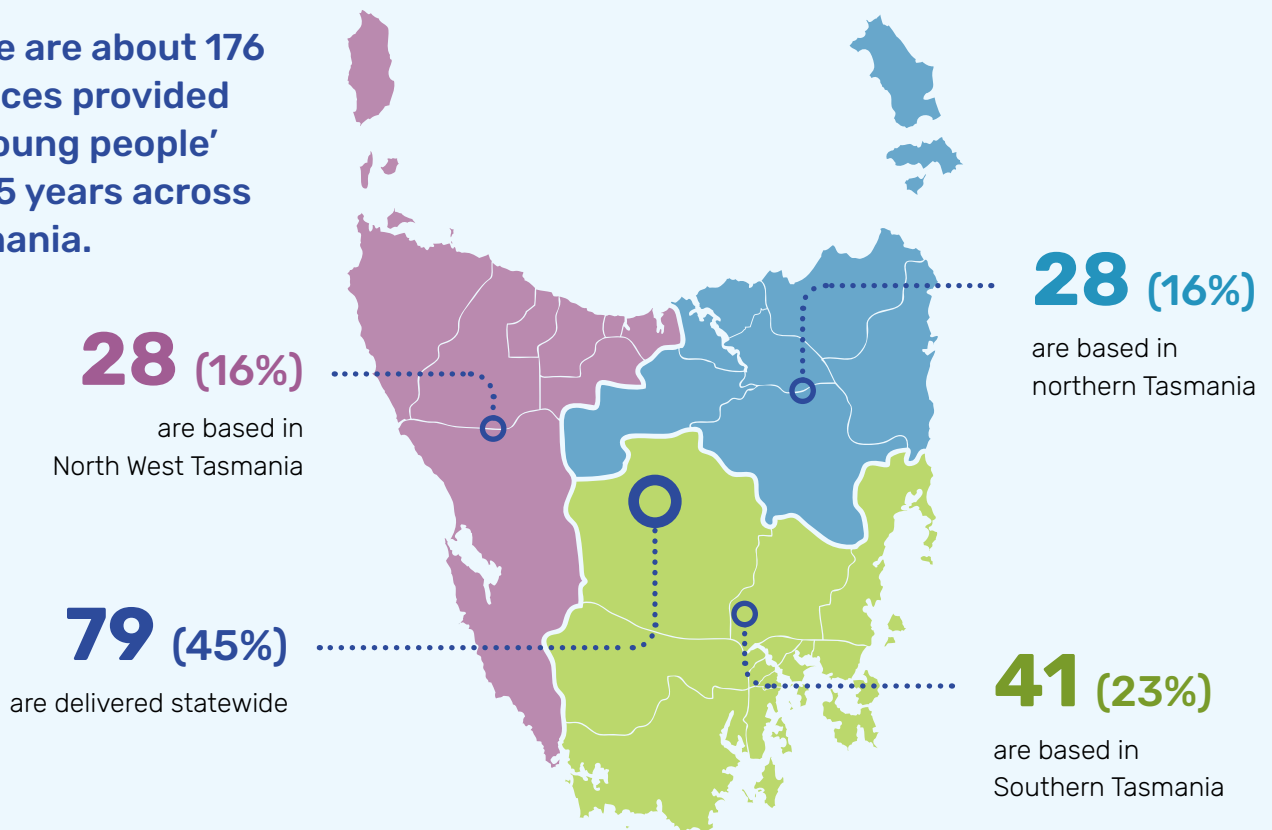 e are about 176
ces provided
oung people’
5 years across
ania.
28 (16%)
are based in
northern Tasmania
28 (16%)
are based in
North West Tasmania
79 (45%)
are delivered statewide
41 (23%)
are based in
Southern Tasmania